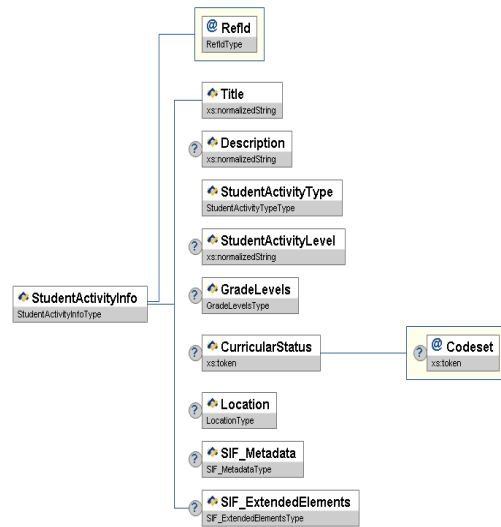 @ RefId
RefIdType
Title
xs:normalizedString
? Description
xs:normalizedString
StudentActivityType
StudentActivityTypeType
? StudentActivityLevel
xs:normalizedString
StudentActivityInfo
StudentActivityInfoType
? GradeLevels
GradeLevelsType
? CurricularStatus
xs:token
? @ Codeset
xs:token
? Location
LocationType
? SIF_Metadata
SIF_MetadataType
? SIF_ExtendedElements
SIF_ExtendedElementsType